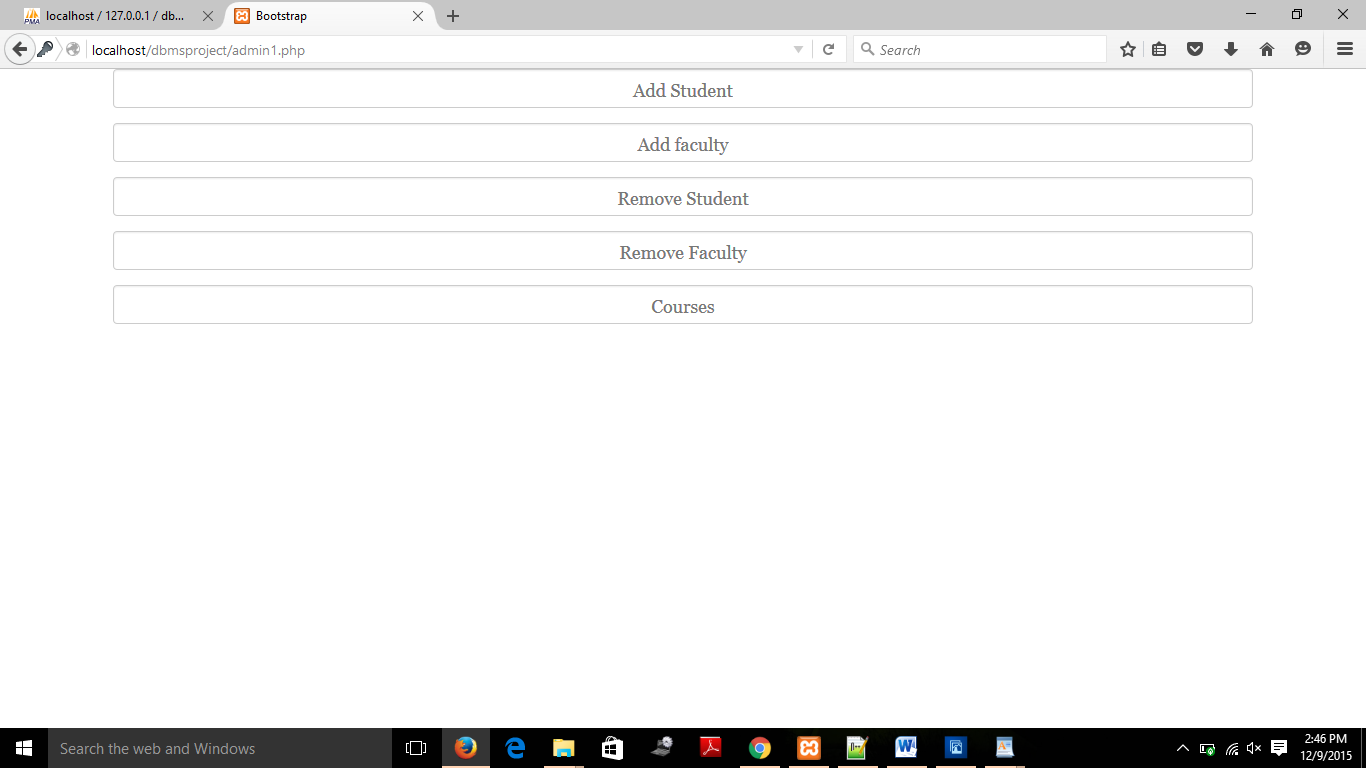 localhost / 127.0.0.1 / db...
Bootstrap
PMA
localhost/dbmsproject/admin1.php
Search
Add Student
Add faculty
Remove Student
Remove Faculty
Courses
Search the web and Windows
2:46 PM
12/9/2015